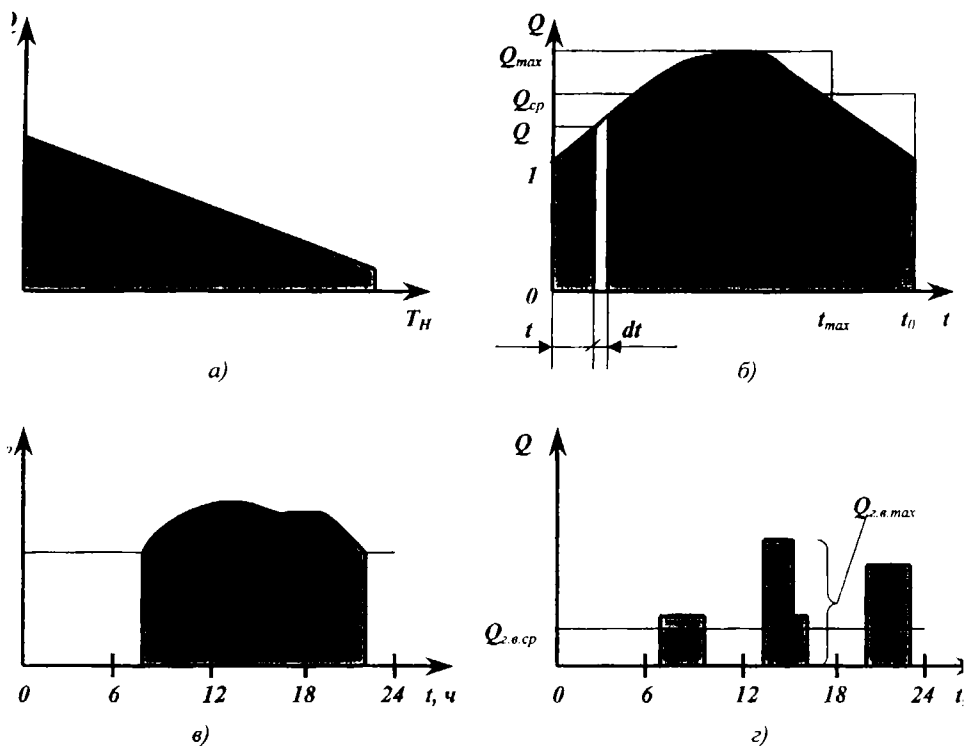 Q
T_H
а)
Q
Q_max
Q_ср
Q
1
0
t
dt
t_max
t_0
t
б)
0
6
12
18
24
t, ч
в)
Q
Q_г.в.max
Q_г.в.ср
0
6
12
18
24
t,
г)